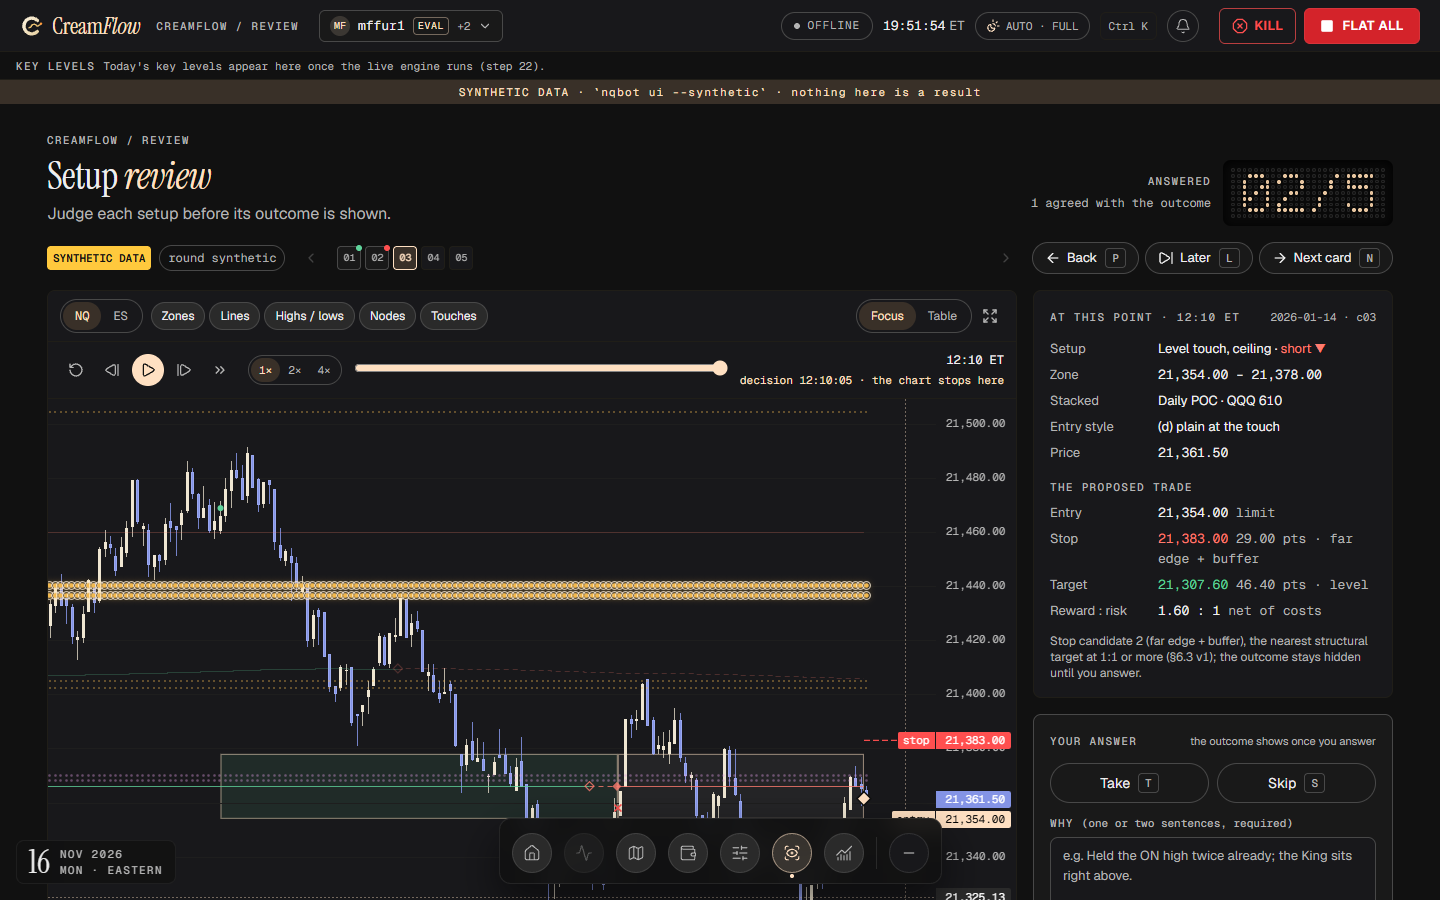 CreamFlow CREAMFLOW / REVIEW MF mffur1 EVAL +2 OFFLINE 19:51:54 ET AUTO · FULL Ctrl K KILL FLAT ALL
KEY LEVELS Today's key levels appear here once the live engine runs (step 22).
SYNTHETIC DATA · `nqbot ui --synthetic` · nothing here is a result
CREAMFLOW / REVIEW
Setup review
Judge each setup before its outcome is shown.
ANSWERED
1 agreed with the outcome
02/5
SYNTHETIC DATA round synthetic 01 02 03 04 05
Back P Later L Next card N
NQ ES Zones Lines Highs / lows Nodes Touches Focus Table
1× 2× 4×
12:10 ET
decision 12:10:05 · the chart stops here
21,500.00
21,480.00
21,460.00
21,440.00
21,420.00
21,400.00
stop 21,383.00
21,361.50
21,354.00
21,340.00
21,325.13
AT THIS POINT · 12:10 ET 2026-01-14 · c03
Setup Level touch, ceiling · short ▼
Zone 21,354.00 – 21,378.00
Stacked Daily POC · QQQ 610
Entry style (d) plain at the touch
Price 21,361.50
THE PROPOSED TRADE
Entry 21,354.00 limit
Stop 21,383.00 29.00 pts · far
edge + buffer
Target 21,307.60 46.40 pts · level
Reward : risk 1.60 : 1 net of costs
Stop candidate 2 (far edge + buffer), the nearest structural
target at 1:1 or more (§6.3 v1); the outcome stays hidden
until you answer.
YOUR ANSWER the outcome shows once you answer
Take T Skip S
WHY (one or two sentences, required)
e.g. Held the ON high twice already; the King sits
right above.
16 NOV 2026
MON · EASTERN